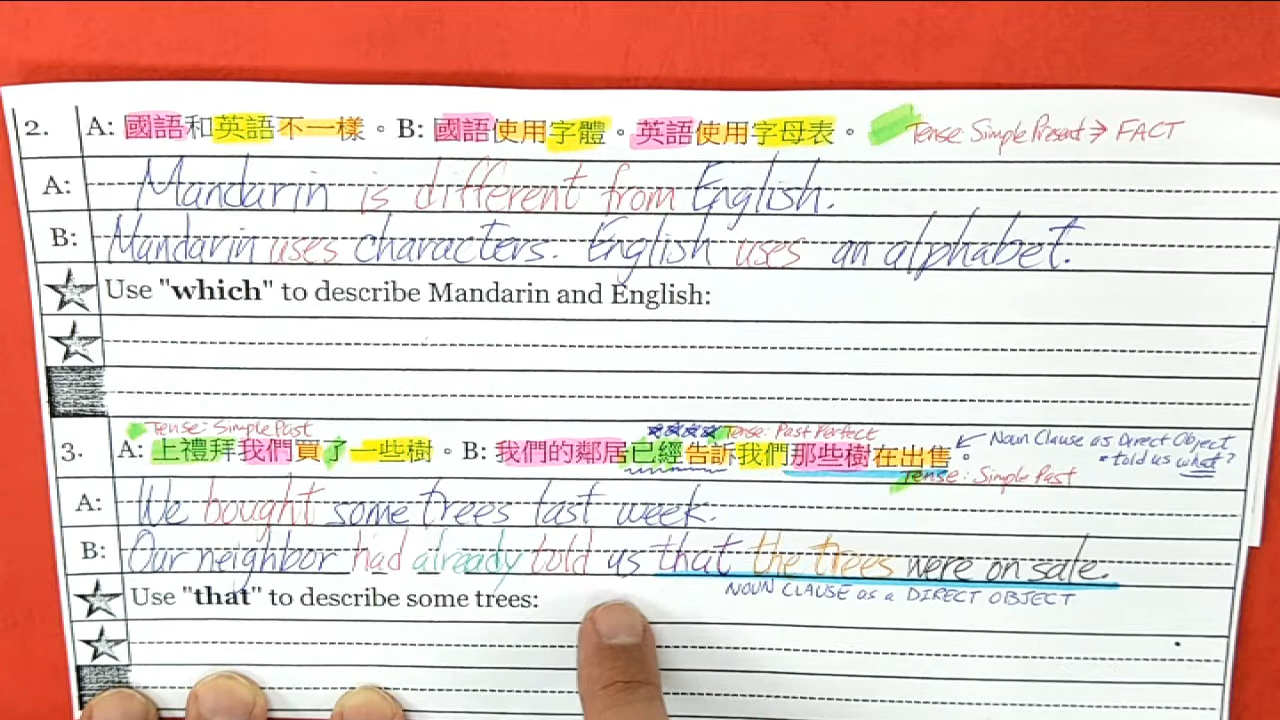 2. A: 國語和英語不一樣。B: 國語使用字體。英語使用字母表。 Tense: Simple Present → FACT
A: Mandarin is different from English.
B: Mandarin uses characters. English uses an alphabet.
Use "which" to describe Mandarin and English:
Tense: Simple Past
Tense: Past Perfect
3. A: 上禮拜我們買了一些樹。B: 我們的鄰居已經告訴我們那些樹在出售。
Noun Clause as Direct Object
* told us what?
Tense: Simple Past
A: We bought some trees last week.
B: Our neighbor had already told us that the trees were on sale.
NOUN CLAUSE as a DIRECT OBJECT
Use "that" to describe some trees: